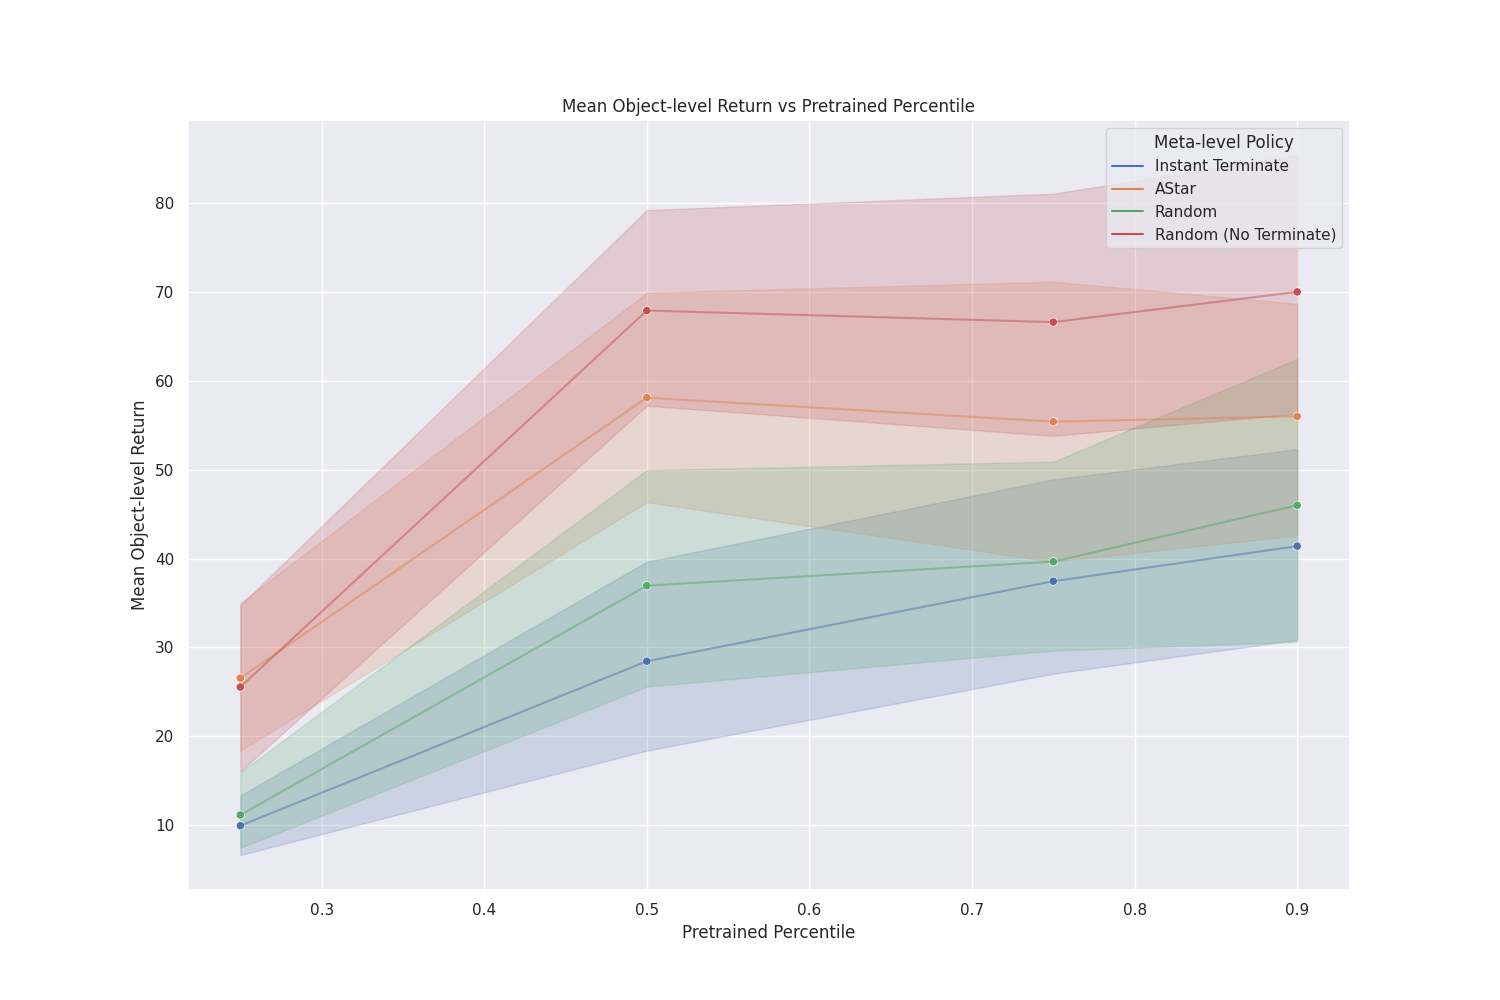 Mean Object-level Return vs Pretrained Percentile
Meta-level Policy
Instant Terminate
AStar
Random
Random (No Terminate)
Mean Object-level Return
80
70
60
50
40
30
20
10
0.3 0.4 0.5 0.6 0.7 0.8 0.9
Pretrained Percentile